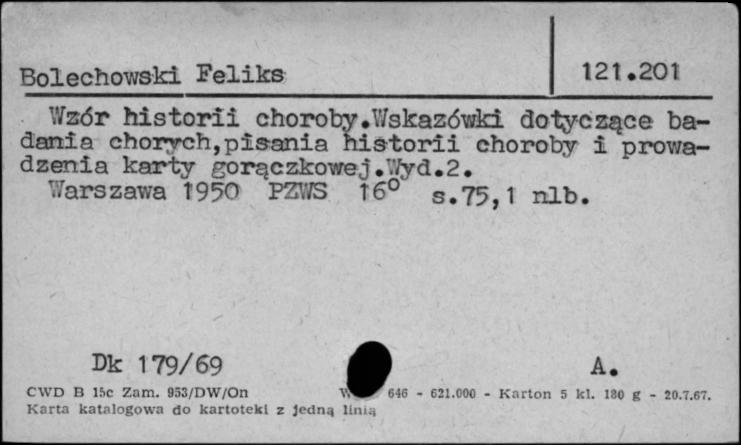 Bolechowski Feliks 121.201
Wzór historii choroby.Wskazówki dotyczące ba-
dania chorych,pisania historii choroby i prowa-
dzenia karty gorączkowej.Wyd.2.
Warszawa 1950 PZWS 16° s.75,1 nlb.
Dk 179/69 A.
CWD B 15c Zam. 953/DW/On 646 - 621.000 - Karton 5 kl. 180 g - 20.7.67.
Karta katalogowa do kartoteki z jedną linią